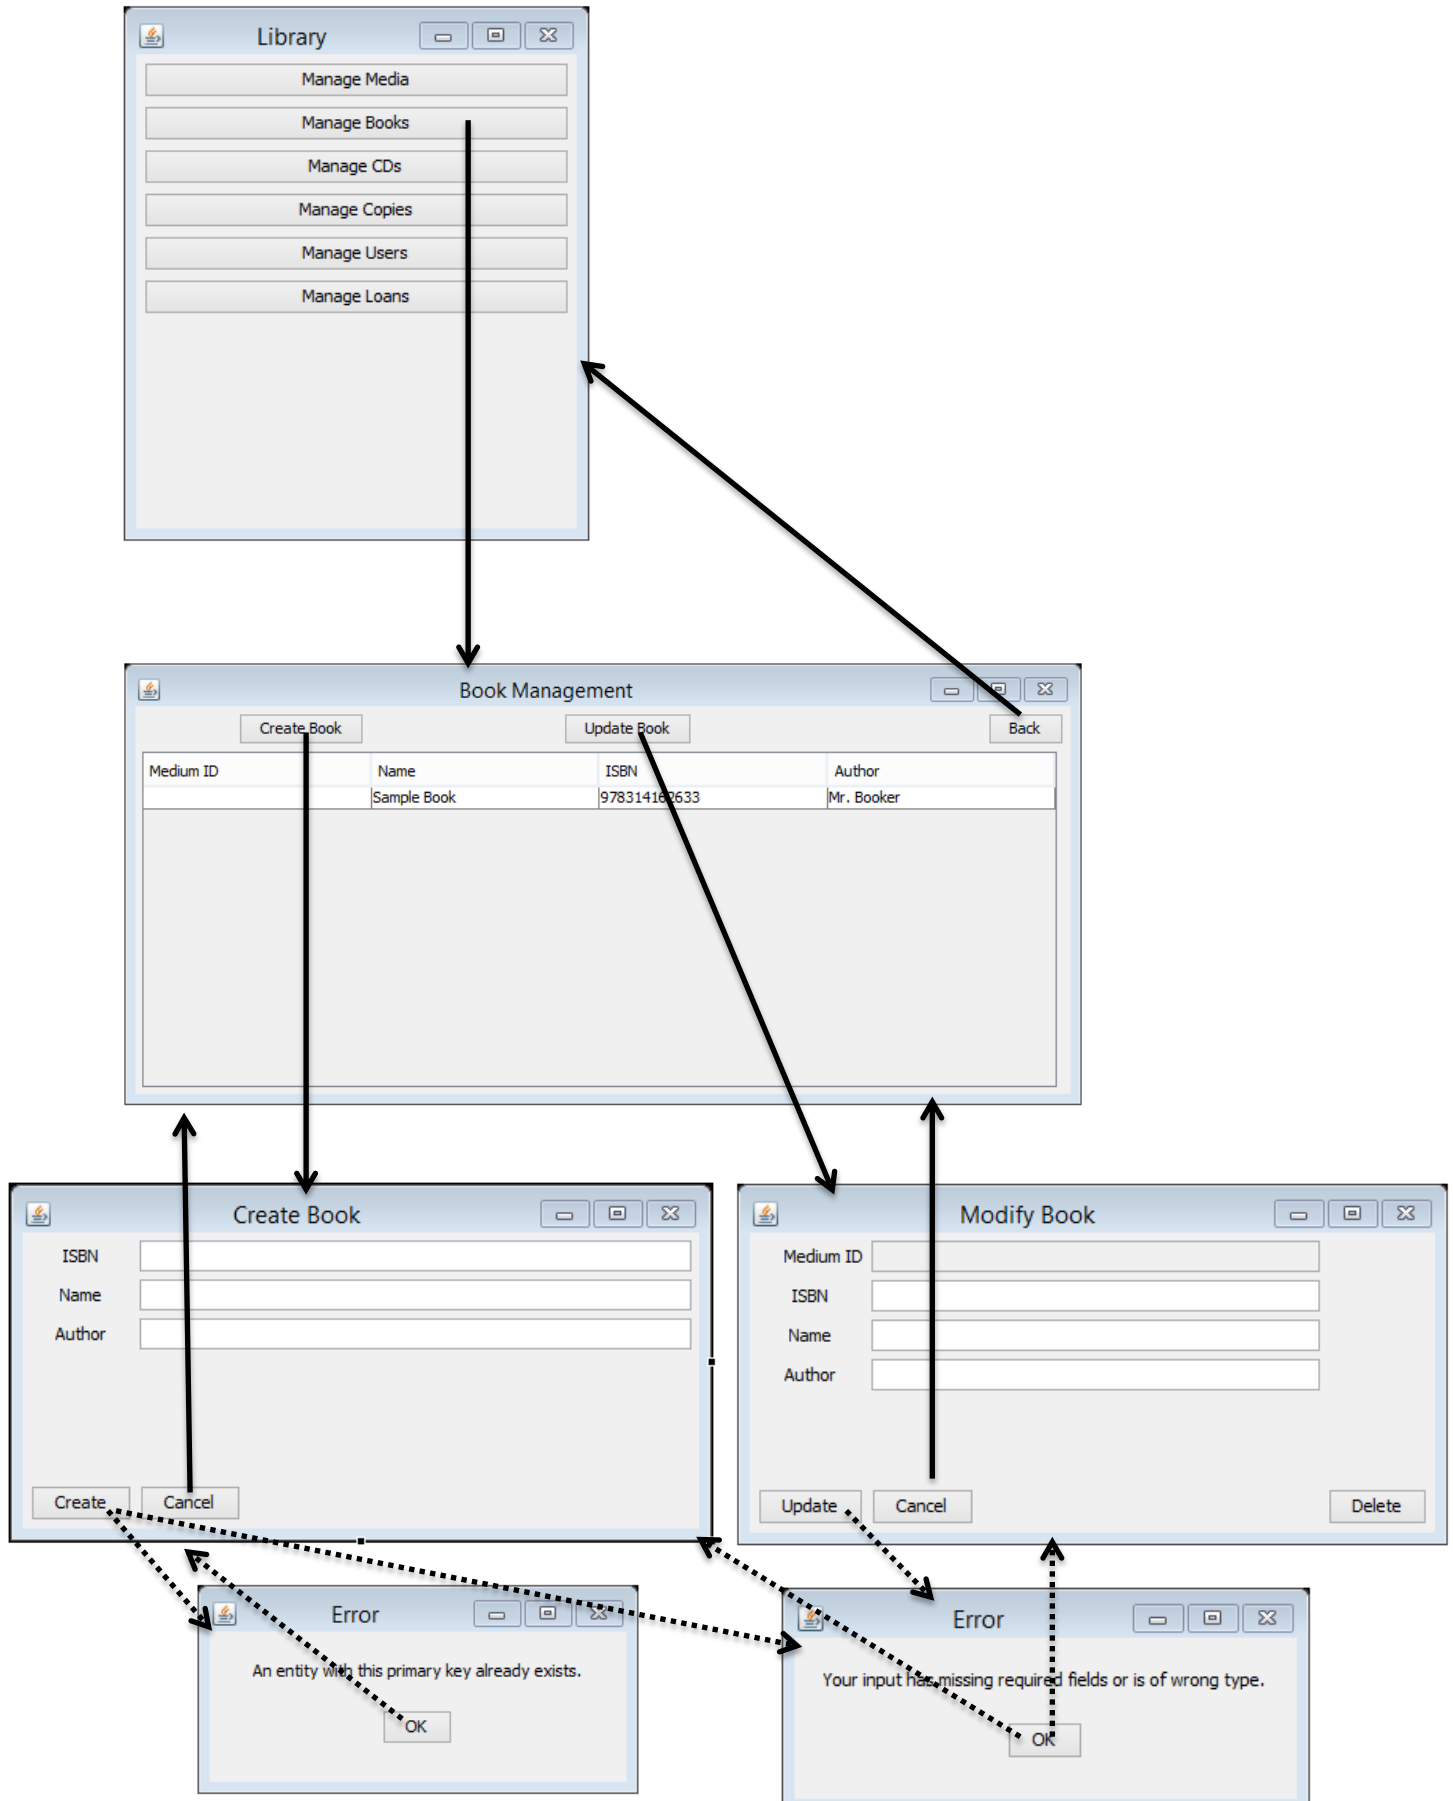 Library
Manage Media
Manage Books
Manage CDs
Manage Copies
Manage Users
Manage Loans
Book Management
Create Book Update Book Back
Medium ID Name ISBN Author
Sample Book 978314162633 Mr. Booker
Create Book
ISBN
Name
Author
Create Cancel
Modify Book
Medium ID
ISBN
Name
Author
Update Cancel Delete
Error
An entity with this primary key already exists.
OK
Error
Your input has missing required fields or is of wrong type.
OK